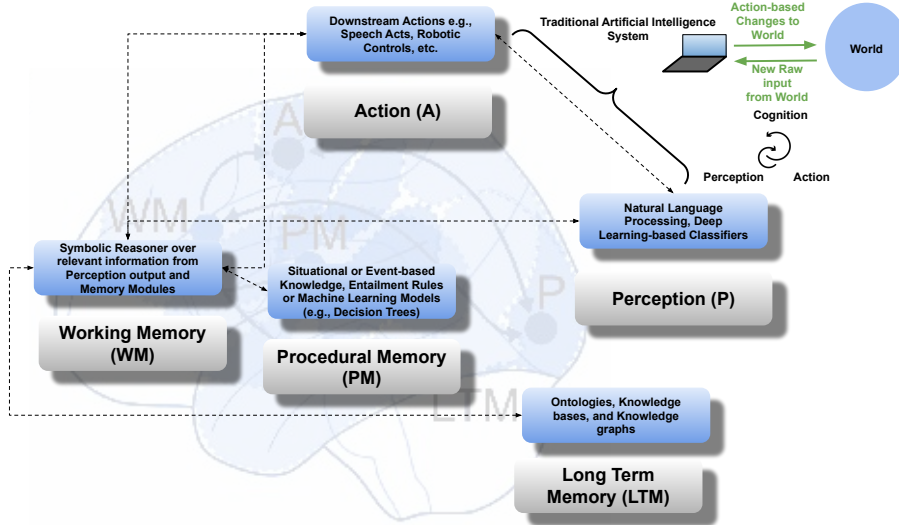 Downstream Actions e.g.,
Speech Acts, Robotic
Controls, etc.
Action (A)
Traditional Artificial Intelligence
System
Action-based
Changes to
World
World
New Raw
input
from World
Cognition
Perception
Action
Natural Language
Processing, Deep
Learning-based Classifiers
Perception (P)
Symbolic Reasoner over
relevant information from
Perception output and
Memory Modules
Working Memory
(WM)
Situational or Event-based
Knowledge, Entailment Rules
or Machine Learning Models
(e.g., Decision Trees)
Procedural Memory
(PM)
Ontologies, Knowledge
bases, and Knowledge
graphs
Long Term
Memory (LTM)
A
WM
PM
P
LTM